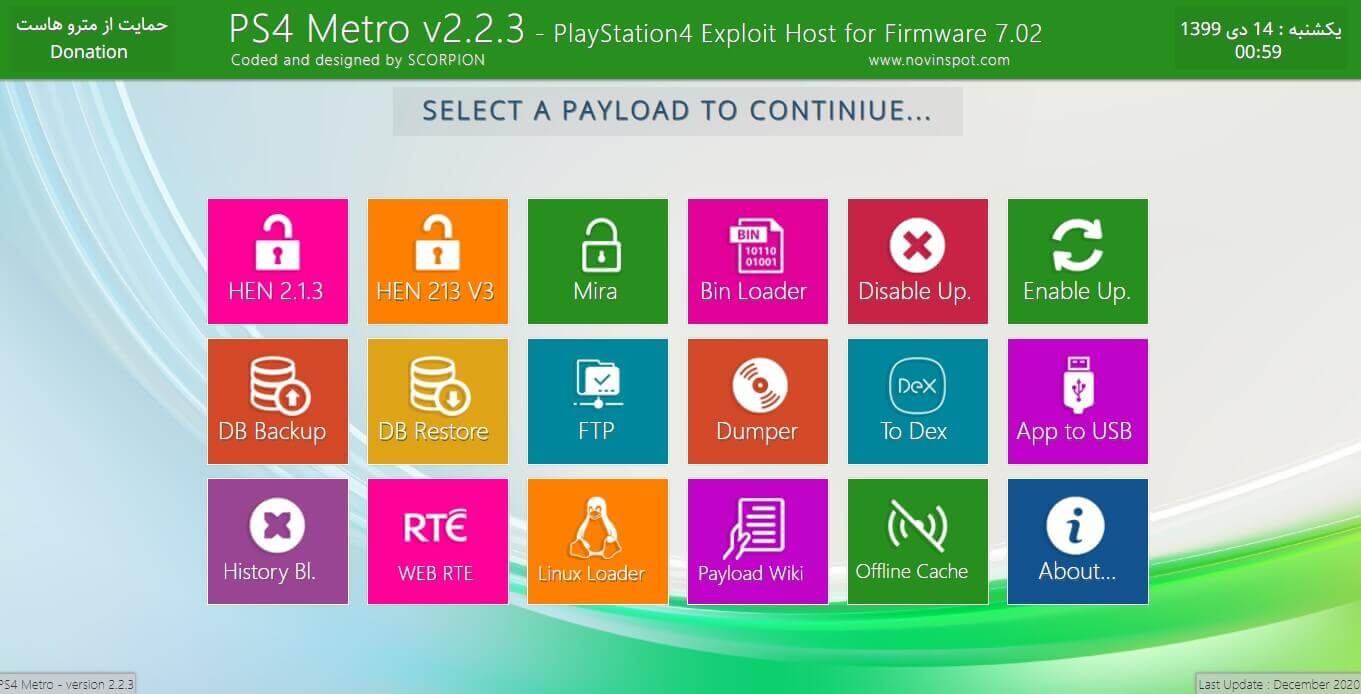 حمایت از مترو هاست
Donation
PS4 Metro v2.2.3 - PlayStation4 Exploit Host for Firmware 7.02
Coded and designed by SCORPION
www.novinspot.com
یکشنبه : 14 دی 1399
00:59
SELECT A PAYLOAD TO CONTINIUE...
HEN 2.1.3
HEN 213 V3
Mira
BIN
10110
01001
Bin Loader
Disable Up.
Enable Up.
DB Backup
DB Restore
FTP
Dumper
DeX
To Dex
App to USB
History Bl.
RTÉ
WEB RTE
Linux Loader
Payload Wiki
Offline Cache
i
About...
PS4 Metro - version 2.2.3
Last Update : December 2020